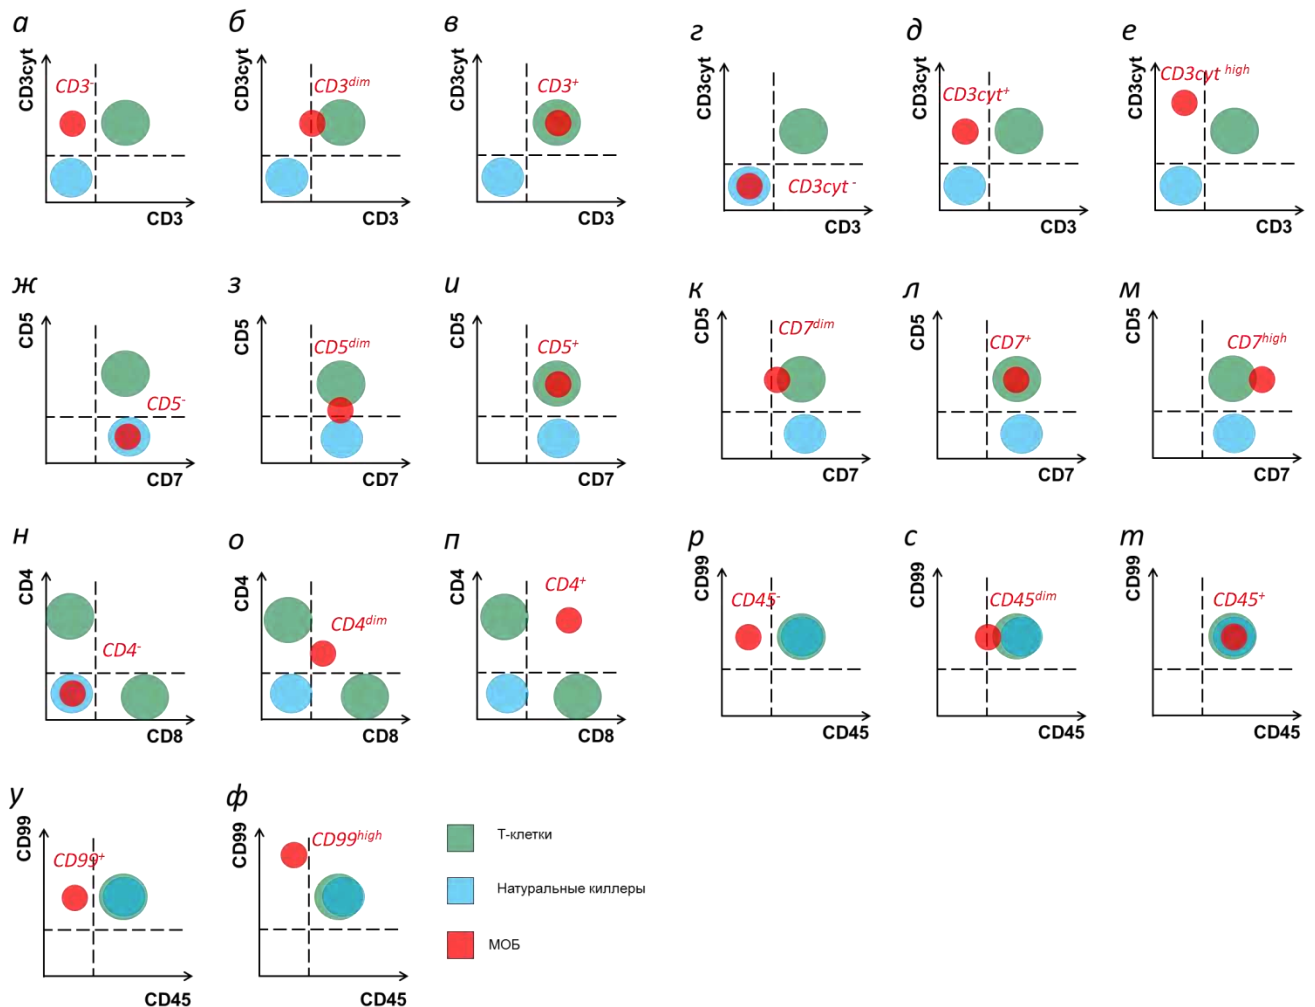 а
CD3cyt
CD3⁻
CD3
б
CD3cyt
CD3ᵈⁱᵐ
CD3
в
CD3cyt
CD3⁺
CD3
г
CD3cyt
CD3cyt⁻
CD3
д
CD3cyt
CD3cyt⁺
CD3
е
CD3cyt
CD3cyt ʰⁱᵍʰ
CD3
ж
CD5
CD5⁻
CD7
з
CD5
CD5ᵈⁱᵐ
CD7
и
CD5
CD5⁺
CD7
к
CD5
CD7ᵈⁱᵐ
CD7
л
CD5
CD7⁺
CD7
м
CD5
CD7ʰⁱᵍʰ
CD7
н
CD4
CD4⁻
CD8
о
CD4
CD4ᵈⁱᵐ
CD8
п
CD4
CD4⁺
CD8
р
CD99
CD45⁻
CD45
с
CD99
CD45ᵈⁱᵐ
CD45
т
CD99
CD45⁺
CD45
у
CD99
CD99⁺
CD45
ф
CD99
CD99ʰⁱᵍʰ
CD45
Т-клетки
Натуральные киллеры
МОБ